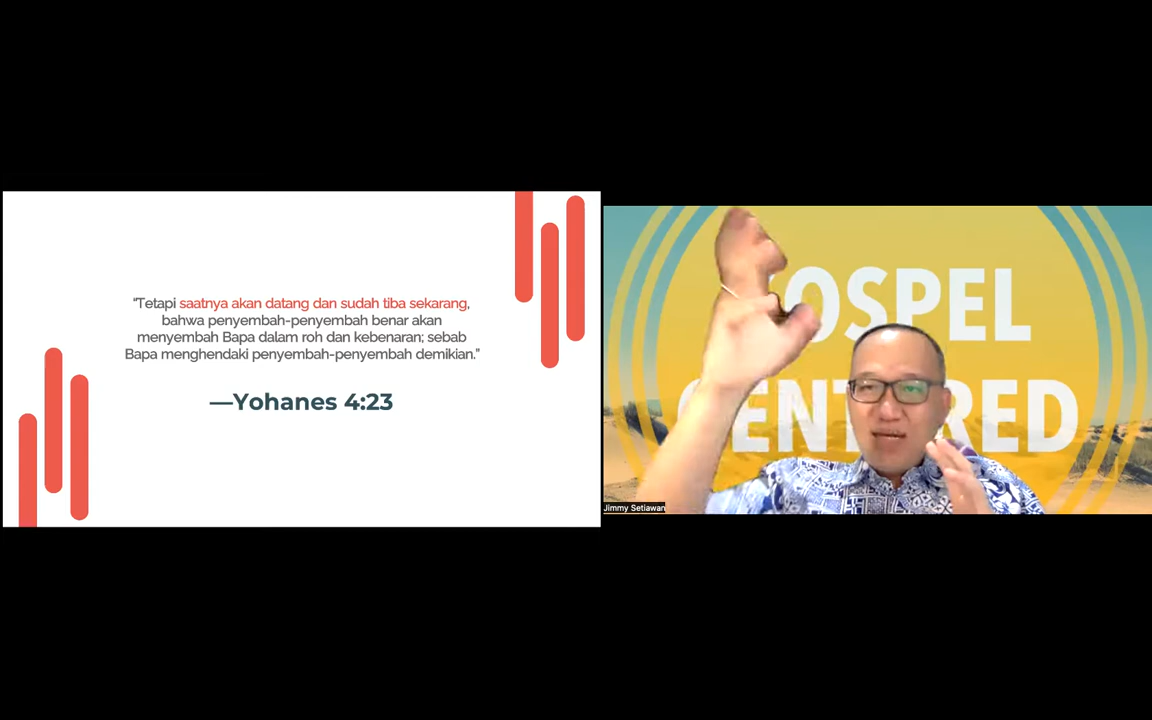 "Tetapi saatnya akan datang dan sudah tiba sekarang,
bahwa penyembah-penyembah benar akan
menyembah Bapa dalam roh dan kebenaran; sebab
Bapa menghendaki penyembah-penyembah demikian."
—Yohanes 4:23
OSPEL
CENT RED
Jimmy Setiawan